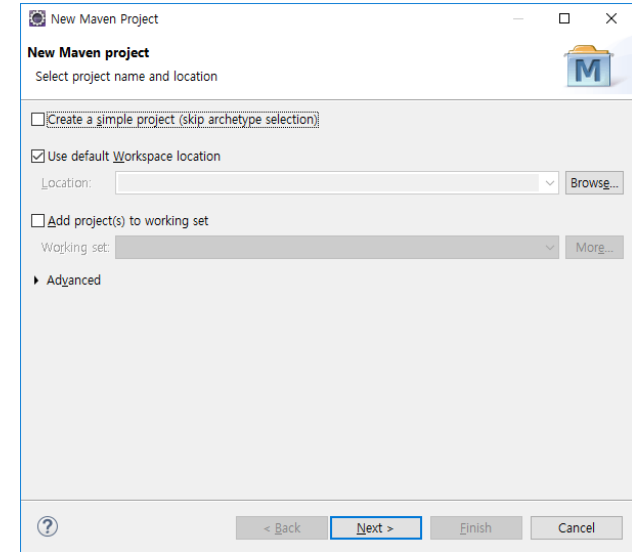 New Maven Project
New Maven project
Select project name and location
M
Create a simple project (skip archetype selection)
Use default Workspace location
Location:
Browse...
Add project(s) to working set
Working set:
More...
Advanced
?
< Back
Next >
Finish
Cancel